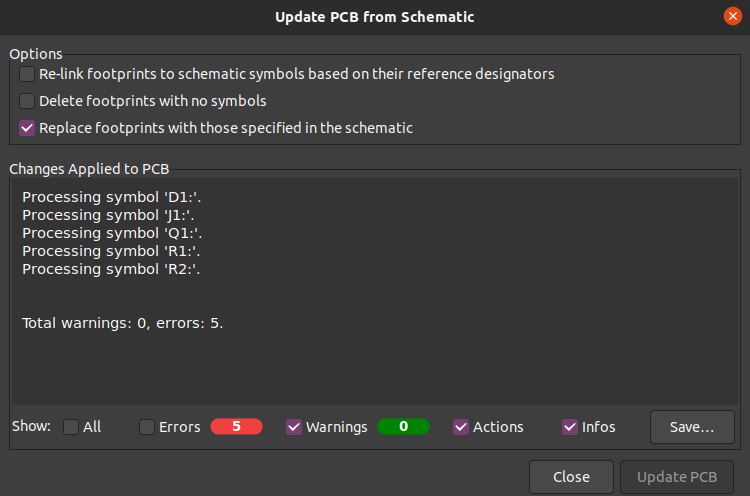 Update PCB from Schematic
Options
Re-link footprints to schematic symbols based on their reference designators
Delete footprints with no symbols
Replace footprints with those specified in the schematic
Changes Applied to PCB
Processing symbol 'D1:'.
Processing symbol 'J1:'.
Processing symbol 'Q1:'.
Processing symbol 'R1:'.
Processing symbol 'R2:'.
Total warnings: 0, errors: 5.
Show: All Errors 5 Warnings 0 Actions Infos Save...
Close Update PCB